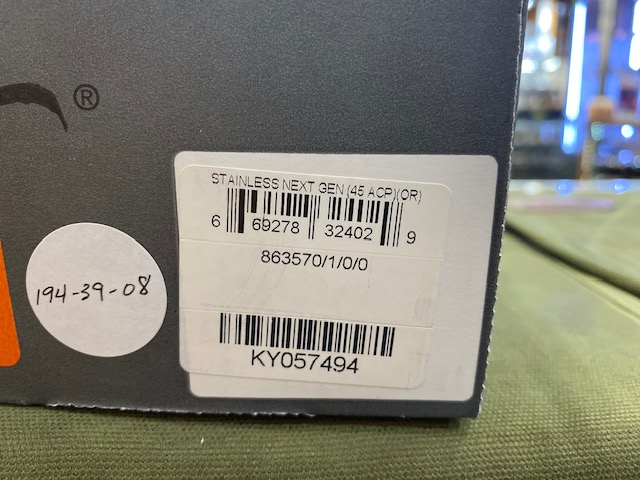 ®
STAINLESS NEXT GEN (45 ACP)(OR)
6 69278 32402 9
863570/1/0/0
KY057494
194-39-08